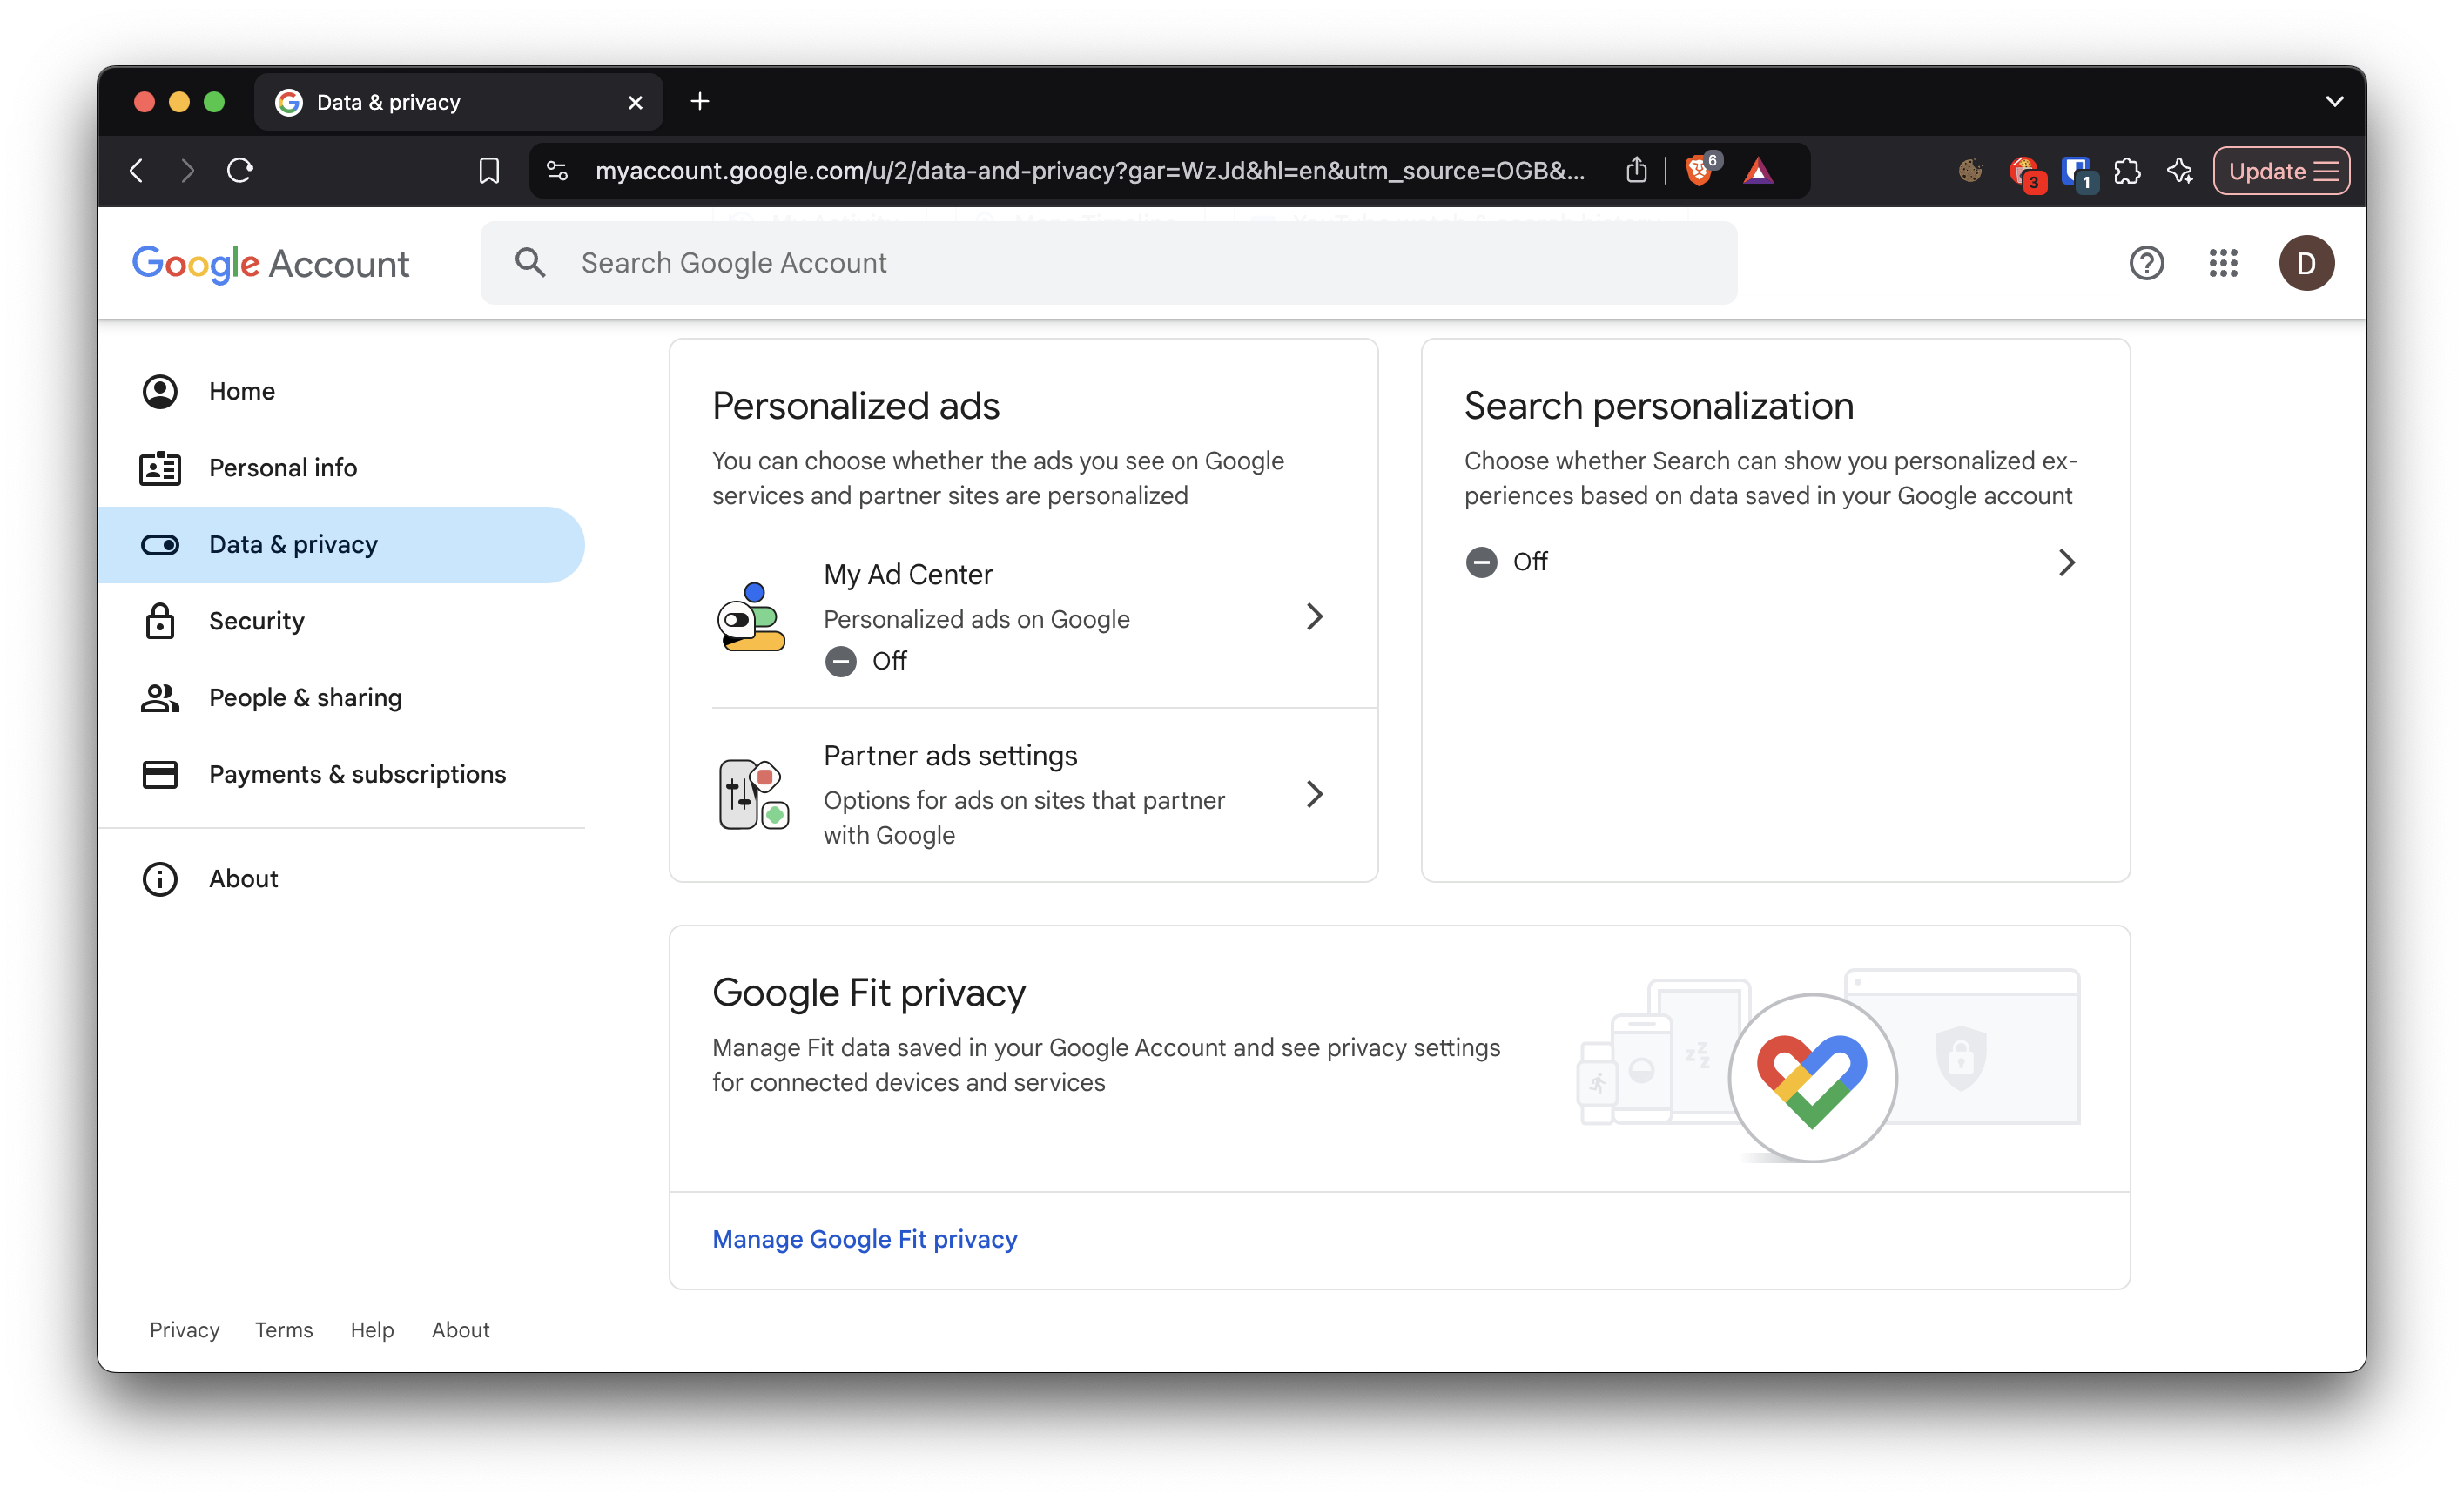 Data & privacy
myaccount.google.com/u/2/data-and-privacy?gar=WzJd&hl=en&utm_source=OGB&...
6
3
1
Update
Google Account
Search Google Account
D
Home
Personal info
Data & privacy
Security
People & sharing
Payments & subscriptions
About
Personalized ads
You can choose whether the ads you see on Google
services and partner sites are personalized
My Ad Center
Personalized ads on Google
Off
Partner ads settings
Options for ads on sites that partner
with Google
Search personalization
Choose whether Search can show you personalized ex-
periences based on data saved in your Google account
Off
Google Fit privacy
Manage Fit data saved in your Google Account and see privacy settings
for connected devices and services
zzz
Manage Google Fit privacy
Privacy Terms Help About